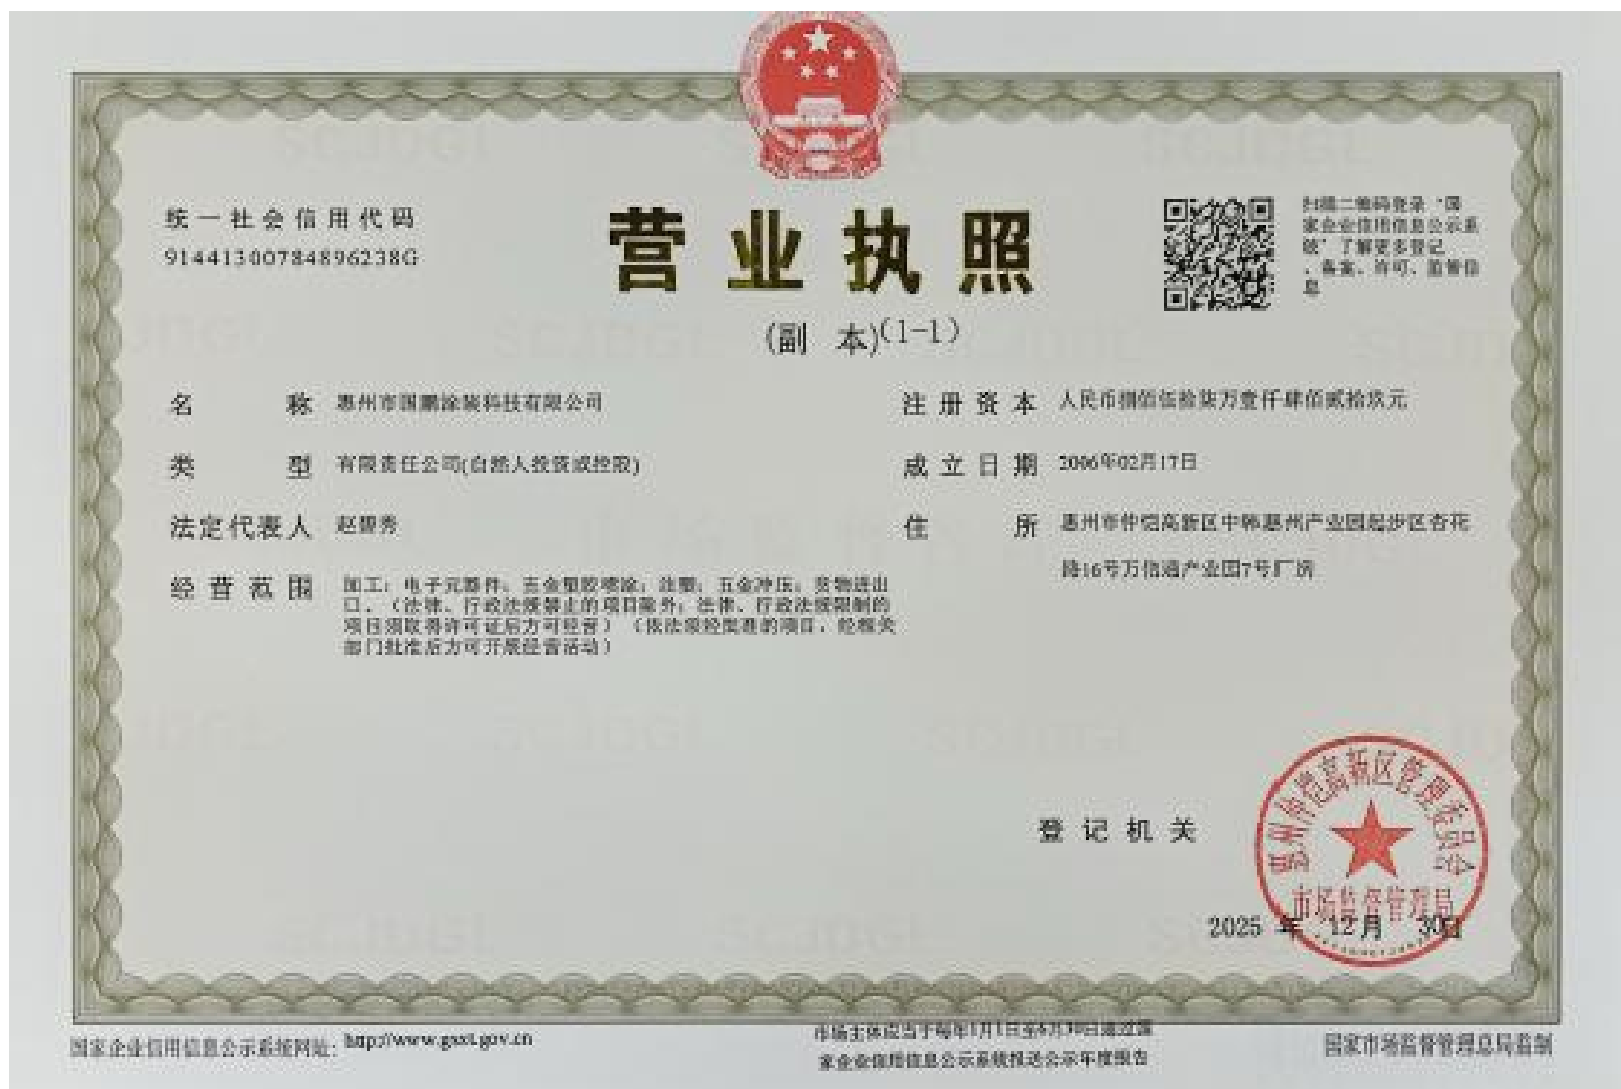 统一社会信用代码
91441300784896238G
营业执照
(副 本)(1-1)
扫描二维码登录“国
家企业信用信息公示系
统”了解更多登记
、备案、许可、监管信
息
名 称 惠州市国鹏涂装科技有限公司
类 型 有限责任公司(自然人投资或控股)
法定代表人 赵碧秀
经营范围 加工：电子元器件，五金塑胶喷涂；注塑；五金冲压；货物进出
口。（法律、行政法规禁止的项目除外；法律、行政法规限制的
项目须取得许可证后方可经营）（依法须经批准的项目，经相关
部门批准后方可开展经营活动）
注册资本 人民币捌佰伍拾柒万壹仟肆佰贰拾玖元
成立日期 2006年02月17日
住 所 惠州市仲恺高新区中韩惠州产业园起步区杏花
路16号万信通产业园7号厂房
登记机关
惠州仲恺高新区管理委员会
市场监督管理局
2025 年 12月 30日
国家企业信用信息公示系统网址: http://www.gsxt.gov.cn
市场主体应当于每年1月1日至6月30日通过国
家企业信用信息公示系统报送公示年度报告
国家市场监督管理总局监制